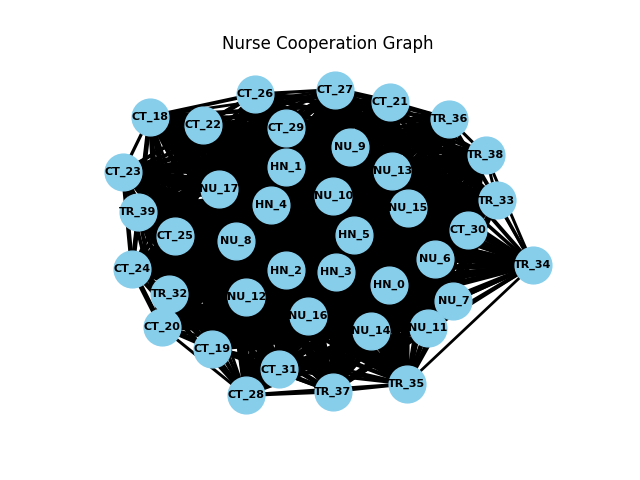 Nurse Cooperation Graph
CT_26
CT_27
CT_21
CT_18
CT_22
CT_29
TR_36
NU_9
TR_38
CT_23
HN_1
NU_13
NU_17
NU_10
TR_33
TR_39
HN_4
NU_15
CT_25
NU_8
HN_5
CT_30
CT_24
HN_2
HN_3
NU_6
TR_34
TR_32
NU_12
HN_0
NU_7
CT_20
NU_16
NU_14
NU_11
CT_19
CT_31
CT_28
TR_37
TR_35